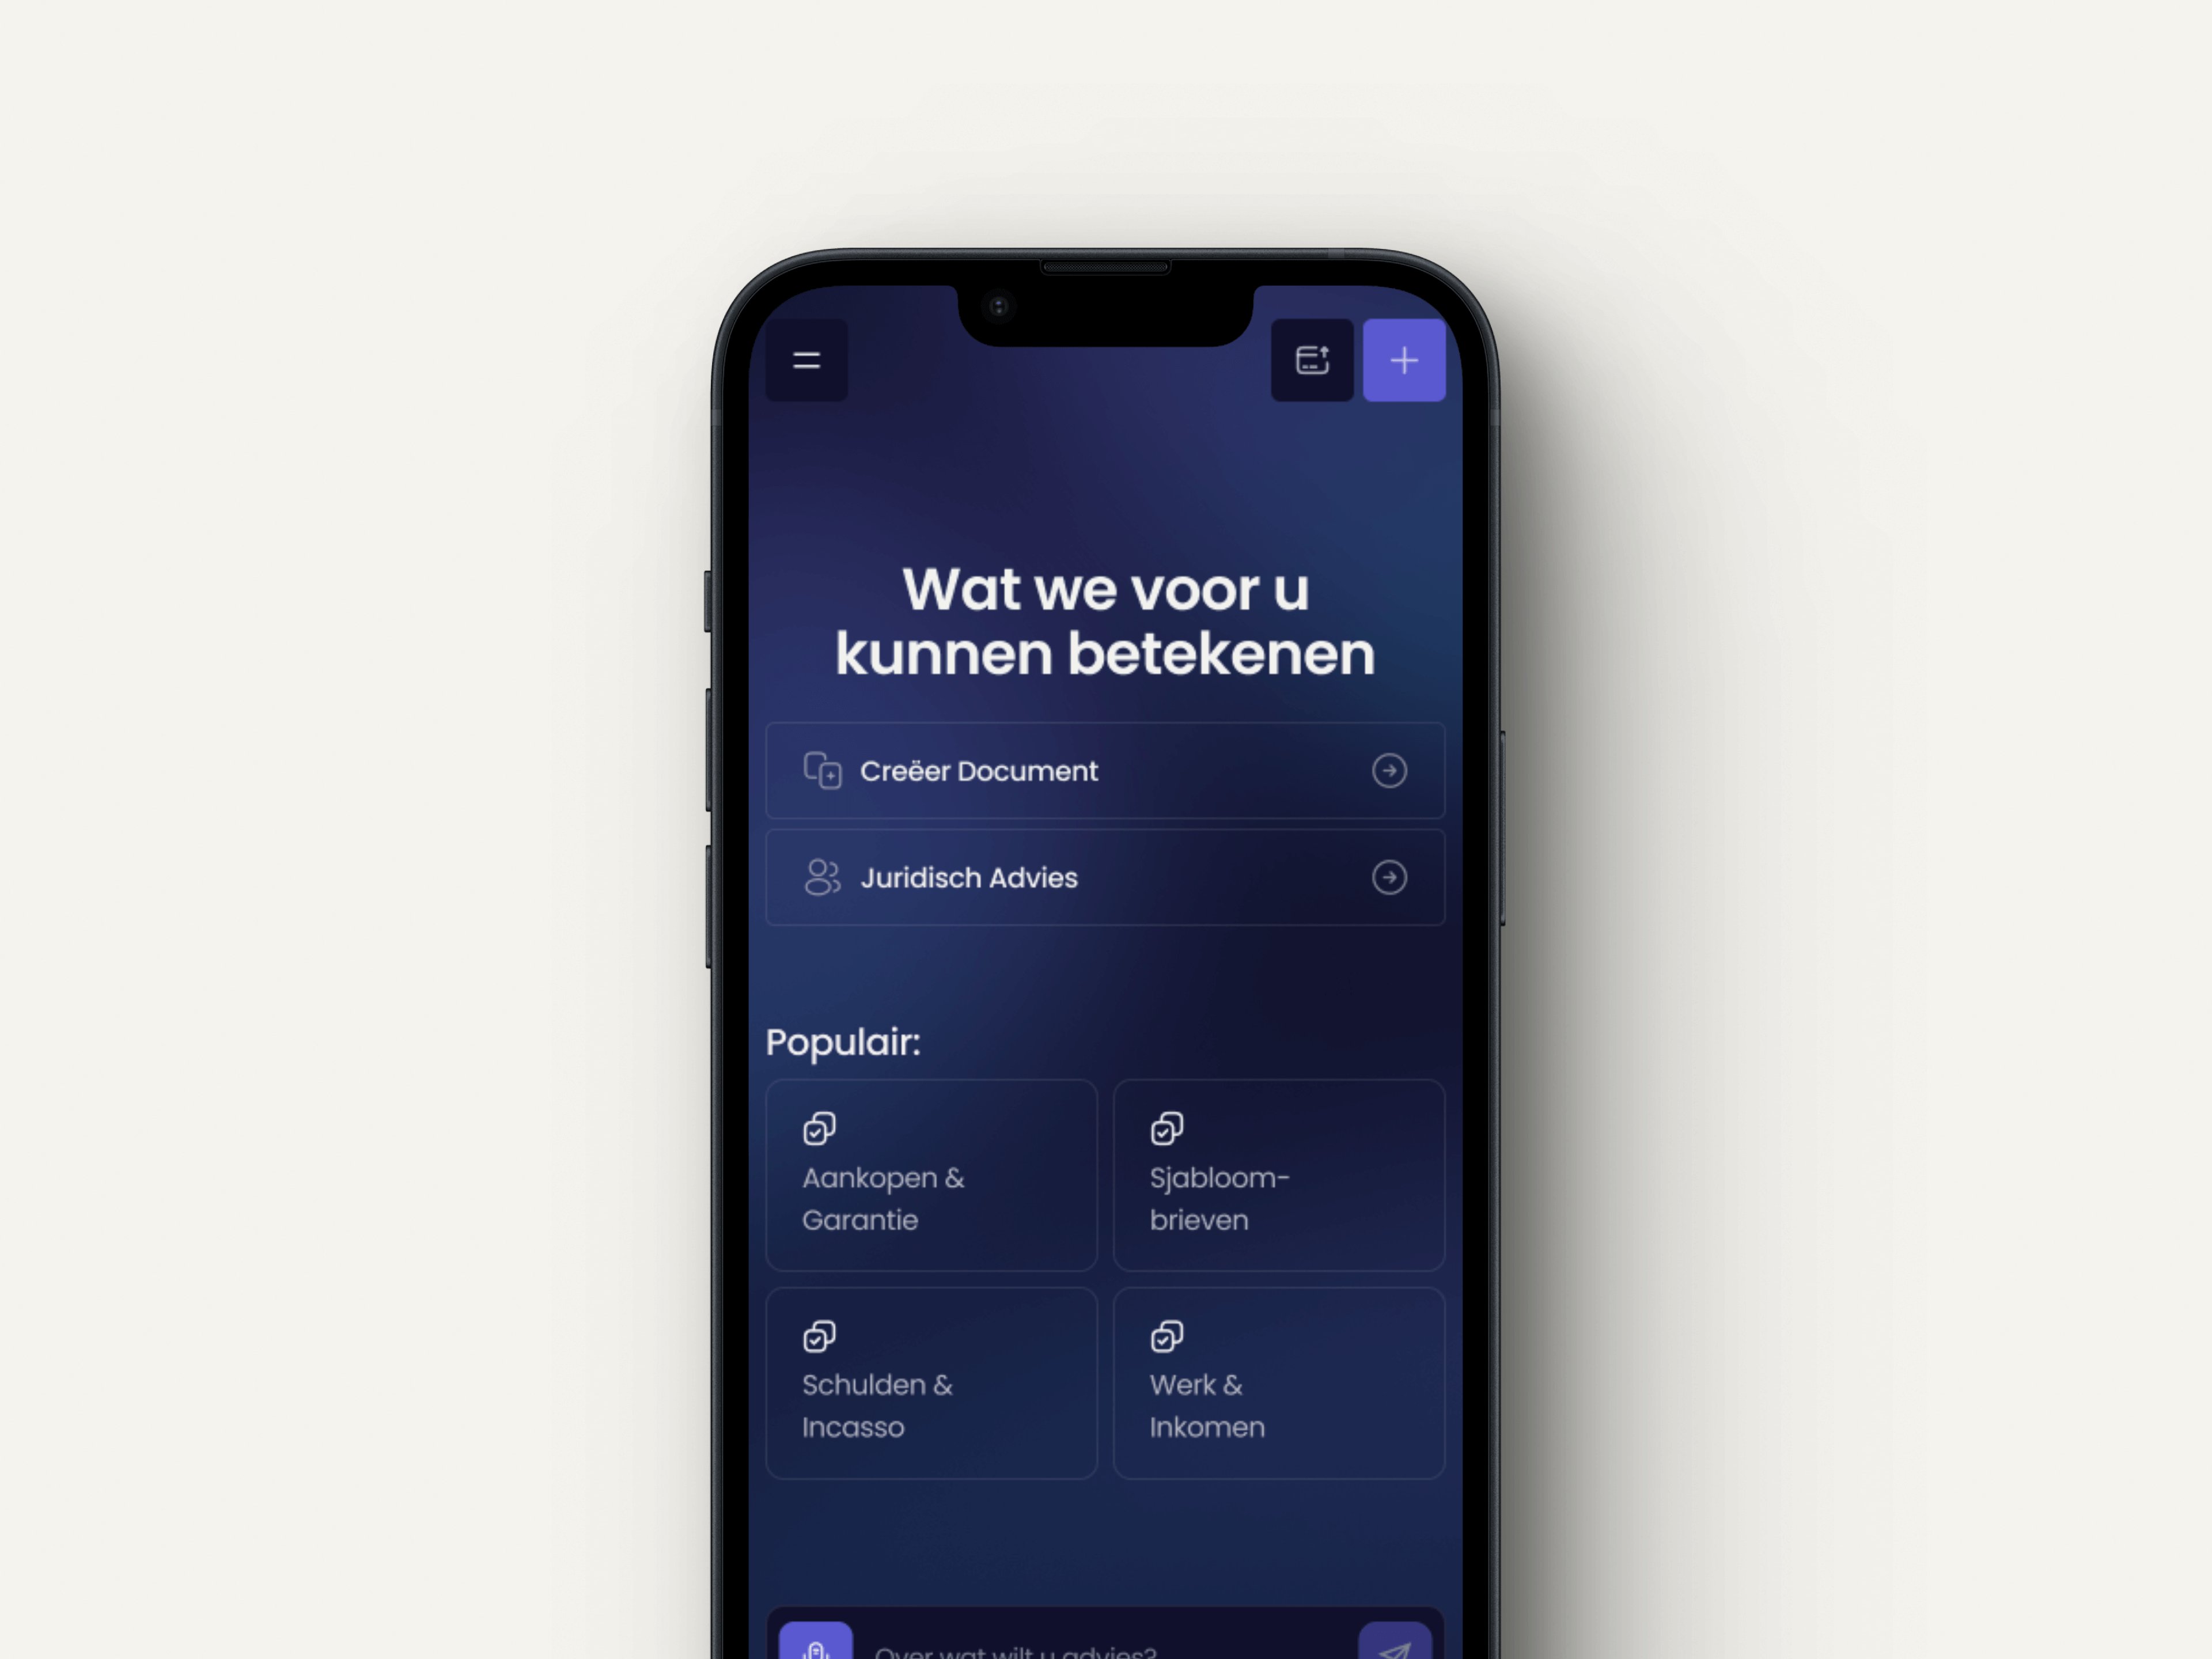 Wat we voor u
kunnen betekenen
Creëer Document
Juridisch Advies
Populair:
Aankopen &
Garantie
Sjabloom-
brieven
Schulden &
Incasso
Werk &
Inkomen
Over wat wilt u advies?